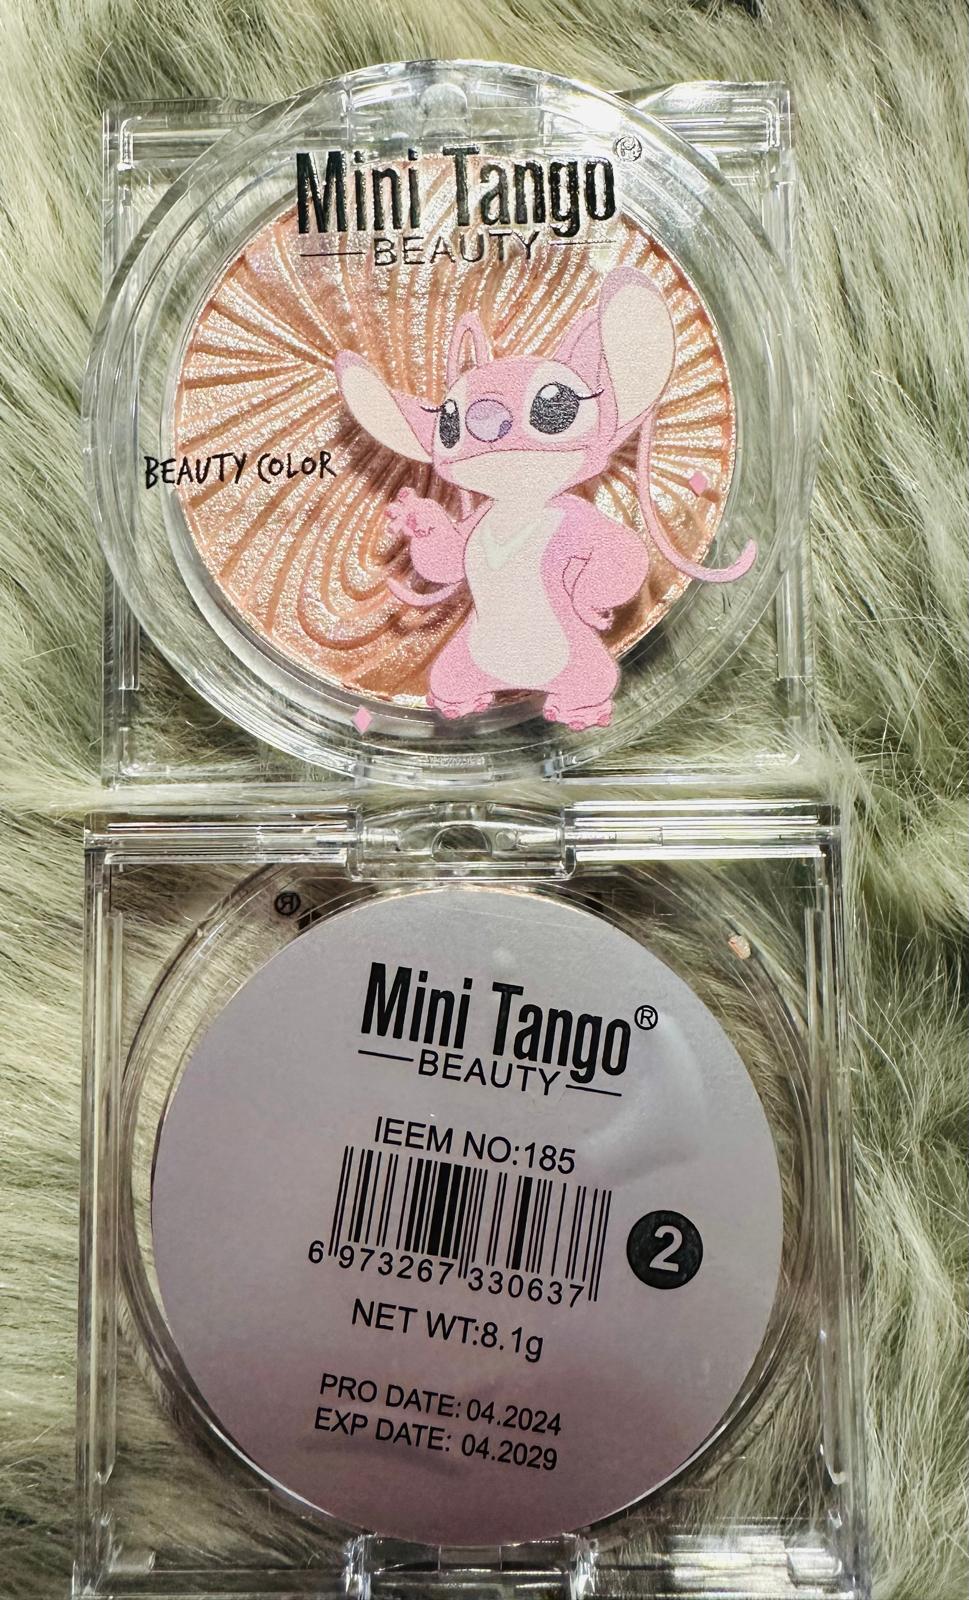 Mini Tango®
BEAUTY
BEAUTY COLOR
®
Mini Tango®
BEAUTY
IEEM NO:185
6 973267 330637
2
NET WT:8.1g
PRO DATE: 04.2024
EXP DATE: 04.2029